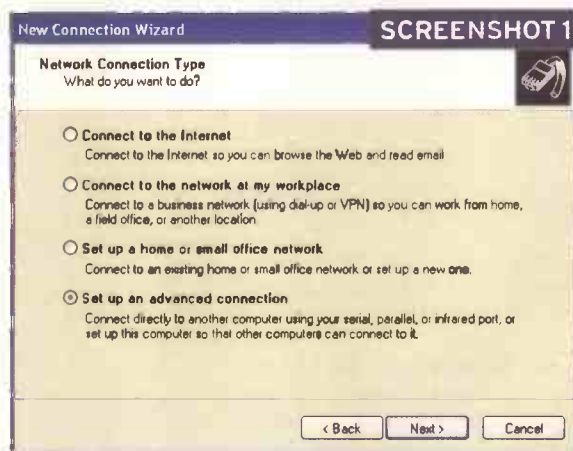 New Connection Wizard
SCREENSHOT 1
Network Connection Type
What do you want to do?
Connect to the Internet
Connect to the Internet so you can browse the Web and read email
Connect to the network at my workplace
Connect to a business network (using dial-up or VPN) so you can work from home,
a field office, or another location
Set up a home or small office network
Connect to an existing home or small office network or set up a new one.
Set up an advanced connection
Connect directly to another computer using your serial, parallel, or infrared port, or
set up this computer so that other computers can connect to it.
< Back
Next >
Cancel